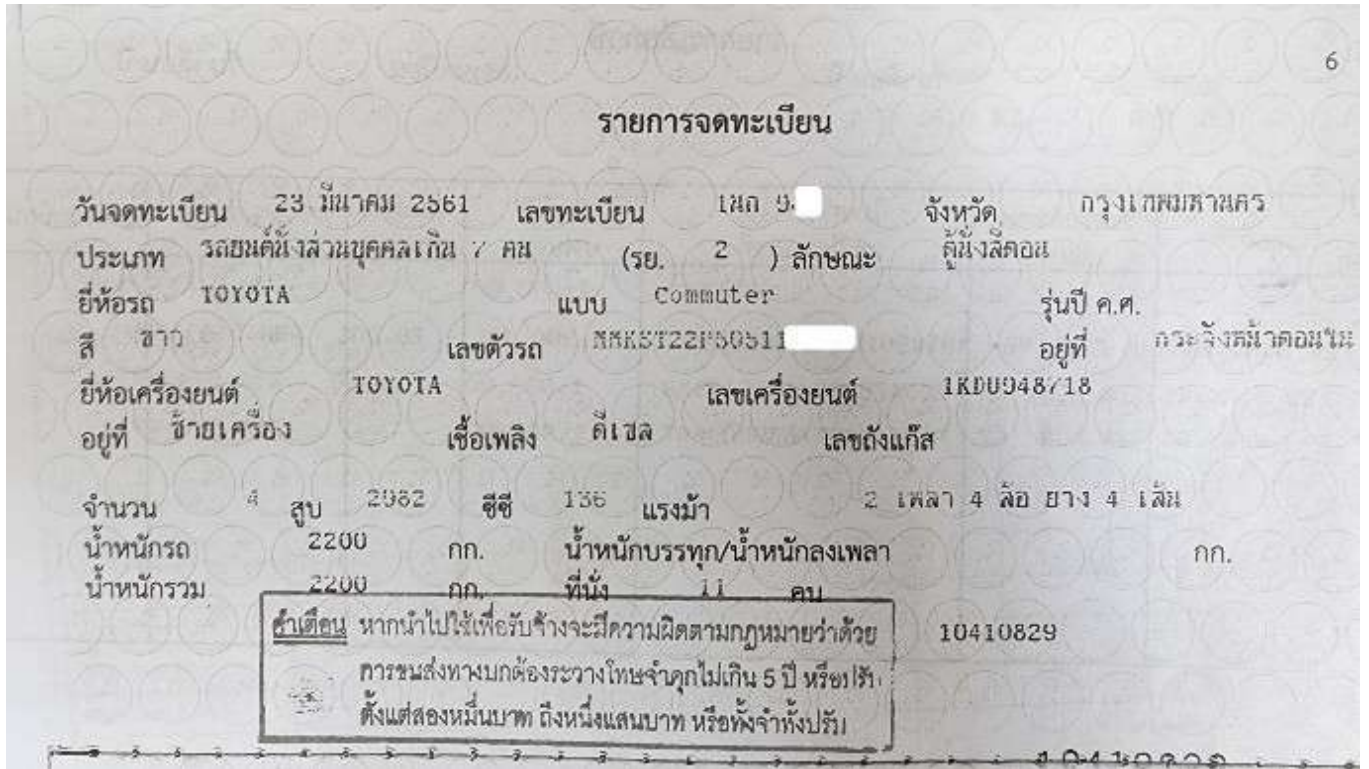 6
รายการจดทะเบียน
วันจดทะเบียน 23 มีนาคม 2561 เลขทะเบียน จังหวัด กรุงเทพมหานคร
ประเภท รถยนต์นั่งส่วนบุคคลเกิน 7 คน (รย. 2 ) ลักษณะ ตู้นั่งสี่ตอน
ยี่ห้อรถ TOYOTA แบบ Commuter รุ่นปี ค.ศ.
สี ขาว เลขตัวรถ อยู่ที่ กระจังหน้าตอนใน
ยี่ห้อเครื่องยนต์ TOYOTA เลขเครื่องยนต์
อยู่ที่ ซ้ายเครื่อง เชื้อเพลิง ดีเซล เลขถังแก๊ส
จำนวน 4 สูบ 2982 ซีซี 136 แรงม้า 2 เพลา 4 ล้อ ยาง 4 เส้น
น้ำหนักรถ 2200 กก. น้ำหนักบรรทุก/น้ำหนักลงเพลา กก.
น้ำหนักรวม 2200 กก. ที่นั่ง 11 คน
คำเตือน หากนำไปใช้เพื่อรับจ้างจะมีความผิดตามกฎหมายว่าด้วย 10410829
การขนส่งทางบกต้องระวางโทษจำคุกไม่เกิน 5 ปี หรือปรับ
ตั้งแต่สองหมื่นบาท ถึงหนึ่งแสนบาท หรือทั้งจำทั้งปรับ